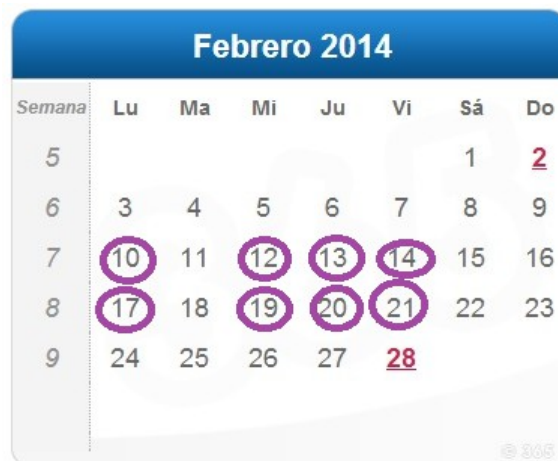 Febrero 2014
Semana Lu Ma Mi Ju Vi Sá Do
5 1 2
6 3 4 5 6 7 8 9
7 10 11 12 13 14 15 16
8 17 18 19 20 21 22 23
9 24 25 26 27 28
© 365